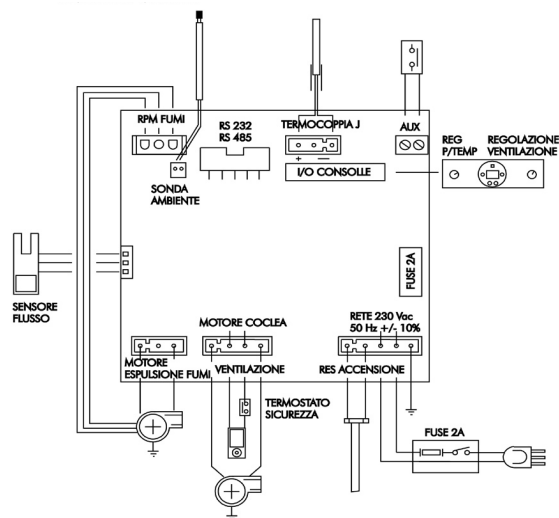 RPM FUMI
RS 232
RS 485
TERMOCOPPIA J
+ –
AUX
REG
P/TEMP
REGOLAZIONE
VENTILAZIONE
I/O CONSOLLE
SONDA
AMBIENTE
SENSORE
FLUSSO
FUSE 2A
MOTORE COCLEA
RETE 230 Vac
50 Hz +/- 10%
MOTORE
ESPULSIONE FUMI
VENTILAZIONE
RES ACCENSIONE
TERMOSTATO
SICUREZZA
FUSE 2A